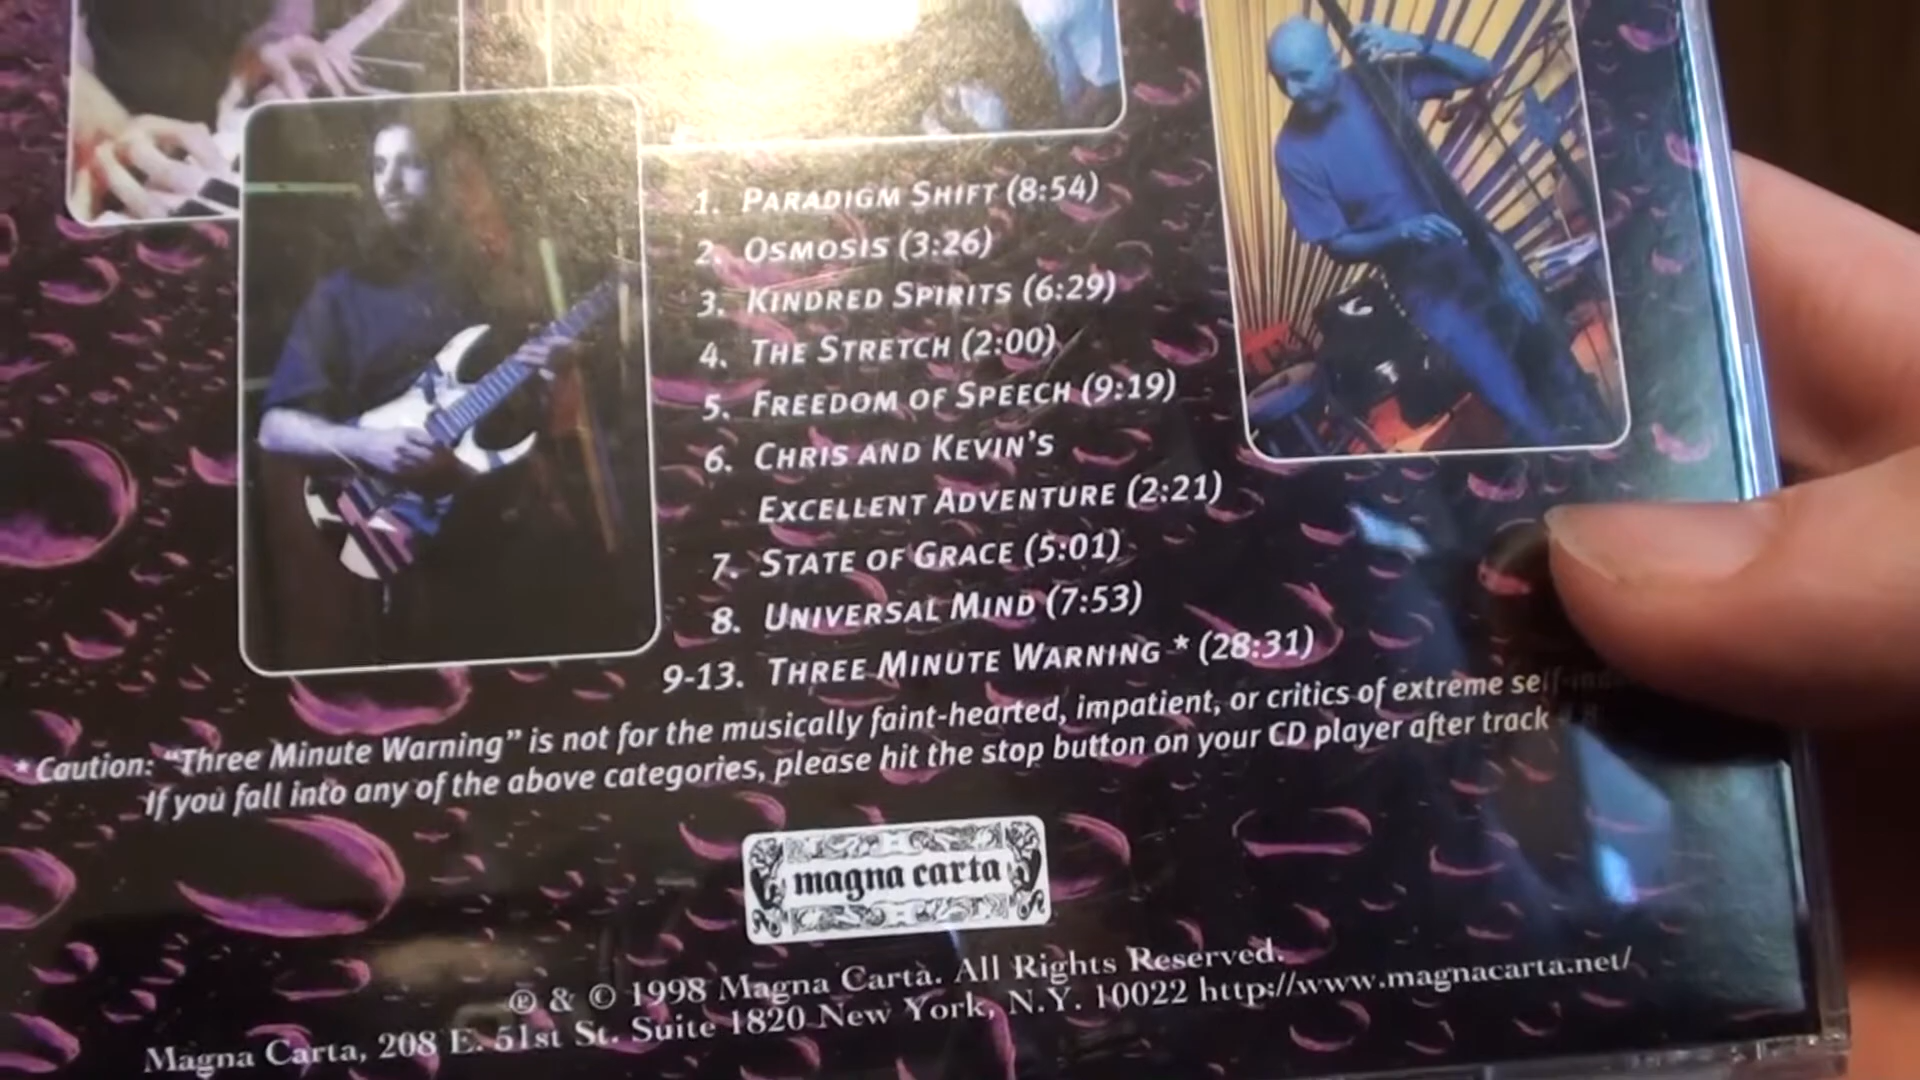 1. PARADIGM SHIFT (8:54)
2. OSMOSIS (3:26)
3. KINDRED SPIRITS (6:29)
4. THE STRETCH (2:00)
5. FREEDOM OF SPEECH (9:19)
6. CHRIS AND KEVIN'S
EXCELLENT ADVENTURE (2:21)
7. STATE OF GRACE (5:01)
8. UNIVERSAL MIND (7:53)
9-13. THREE MINUTE WARNING * (28:31)
* Caution: “Three Minute Warning” is not for the musically faint-hearted, impatient, or critics of extreme
If you fall into any of the above categories, please hit the stop button on your CD player after track
magna carta
℗ & © 1998 Magna Carta. All Rights Reserved.
Magna Carta, 208 E. 51st St. Suite 1820 New York, N.Y. 10022 http://www.magnacarta.net/